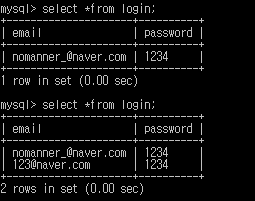 mysql> select *from login;
+--------------------+----------+
| email              | password |
+--------------------+----------+
| nomanner_@naver.com | 1234     |
+--------------------+----------+
1 row in set (0.00 sec)
mysql> select *from login;
+--------------------+----------+
| email              | password |
+--------------------+----------+
| nomanner_@naver.com | 1234     |
| 123@naver.com      | 1234     |
+--------------------+----------+
2 rows in set (0.00 sec)